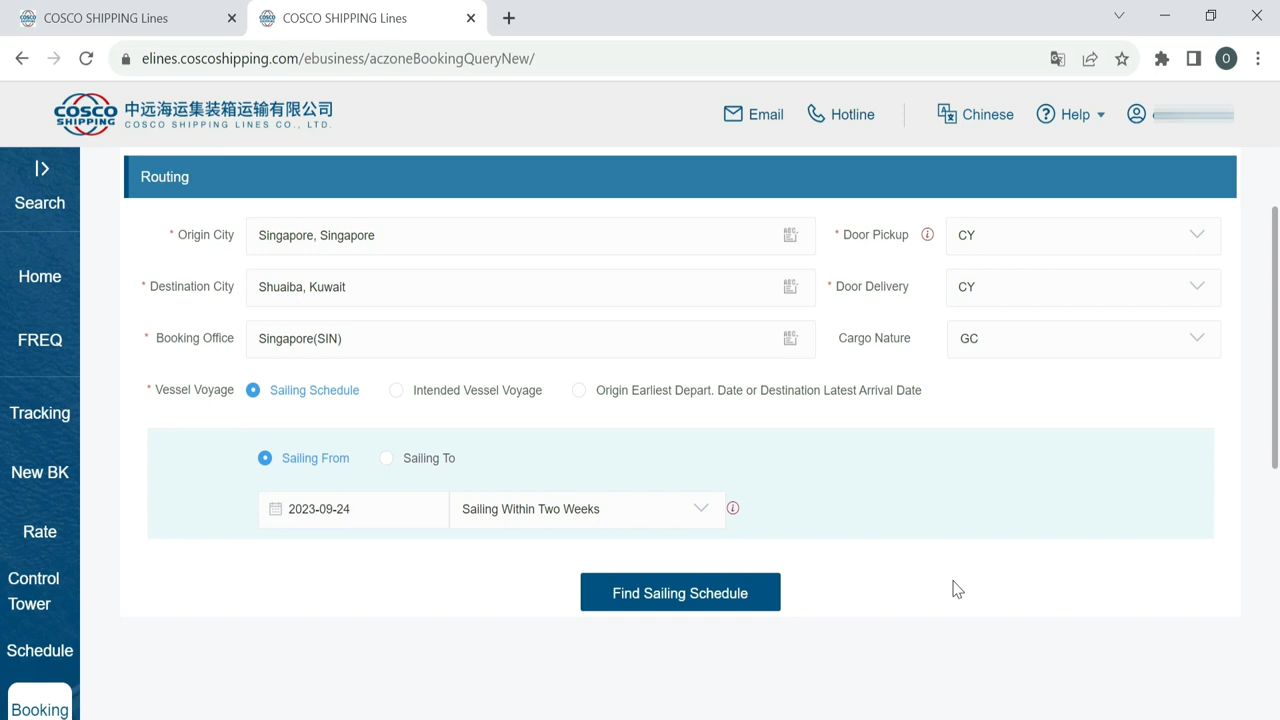 COSCO SHIPPING Lines
COSCO SHIPPING Lines
elines.coscoshipping.com/ebusiness/aczoneBookingQueryNew/
O
COSCO SHIPPING
中远海运集装箱运输有限公司
COSCO SHIPPING LINES CO., LTD.
Email
Hotline
Chinese
Help
Search
Home
FREQ
Tracking
New BK
Rate
Control
Tower
Schedule
Booking
Routing
* Origin City
Singapore, Singapore
* Door Pickup
CY
* Destination City
Shuaiba, Kuwait
* Door Delivery
CY
* Booking Office
Singapore(SIN)
Cargo Nature
GC
* Vessel Voyage
Sailing Schedule
Intended Vessel Voyage
Origin Earliest Depart. Date or Destination Latest Arrival Date
Sailing From
Sailing To
2023-09-24
Sailing Within Two Weeks
Find Sailing Schedule